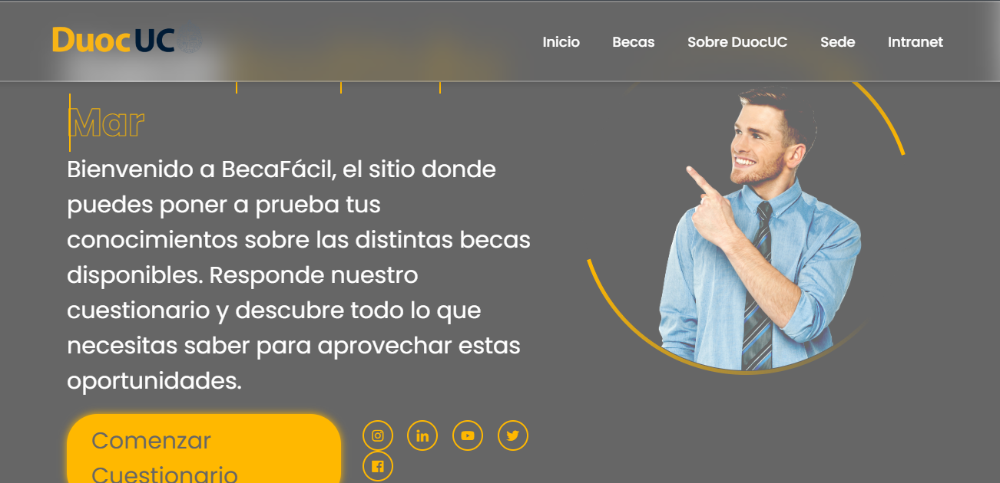 DuocUC
Inicio Becas Sobre DuocUC Sede Intranet
Mar
Bienvenido a BecaFácil, el sitio donde
puedes poner a prueba tus
conocimientos sobre las distintas becas
disponibles. Responde nuestro
cuestionario y descubre todo lo que
necesitas saber para aprovechar estas
oportunidades.
Comenzar
Cuestionario